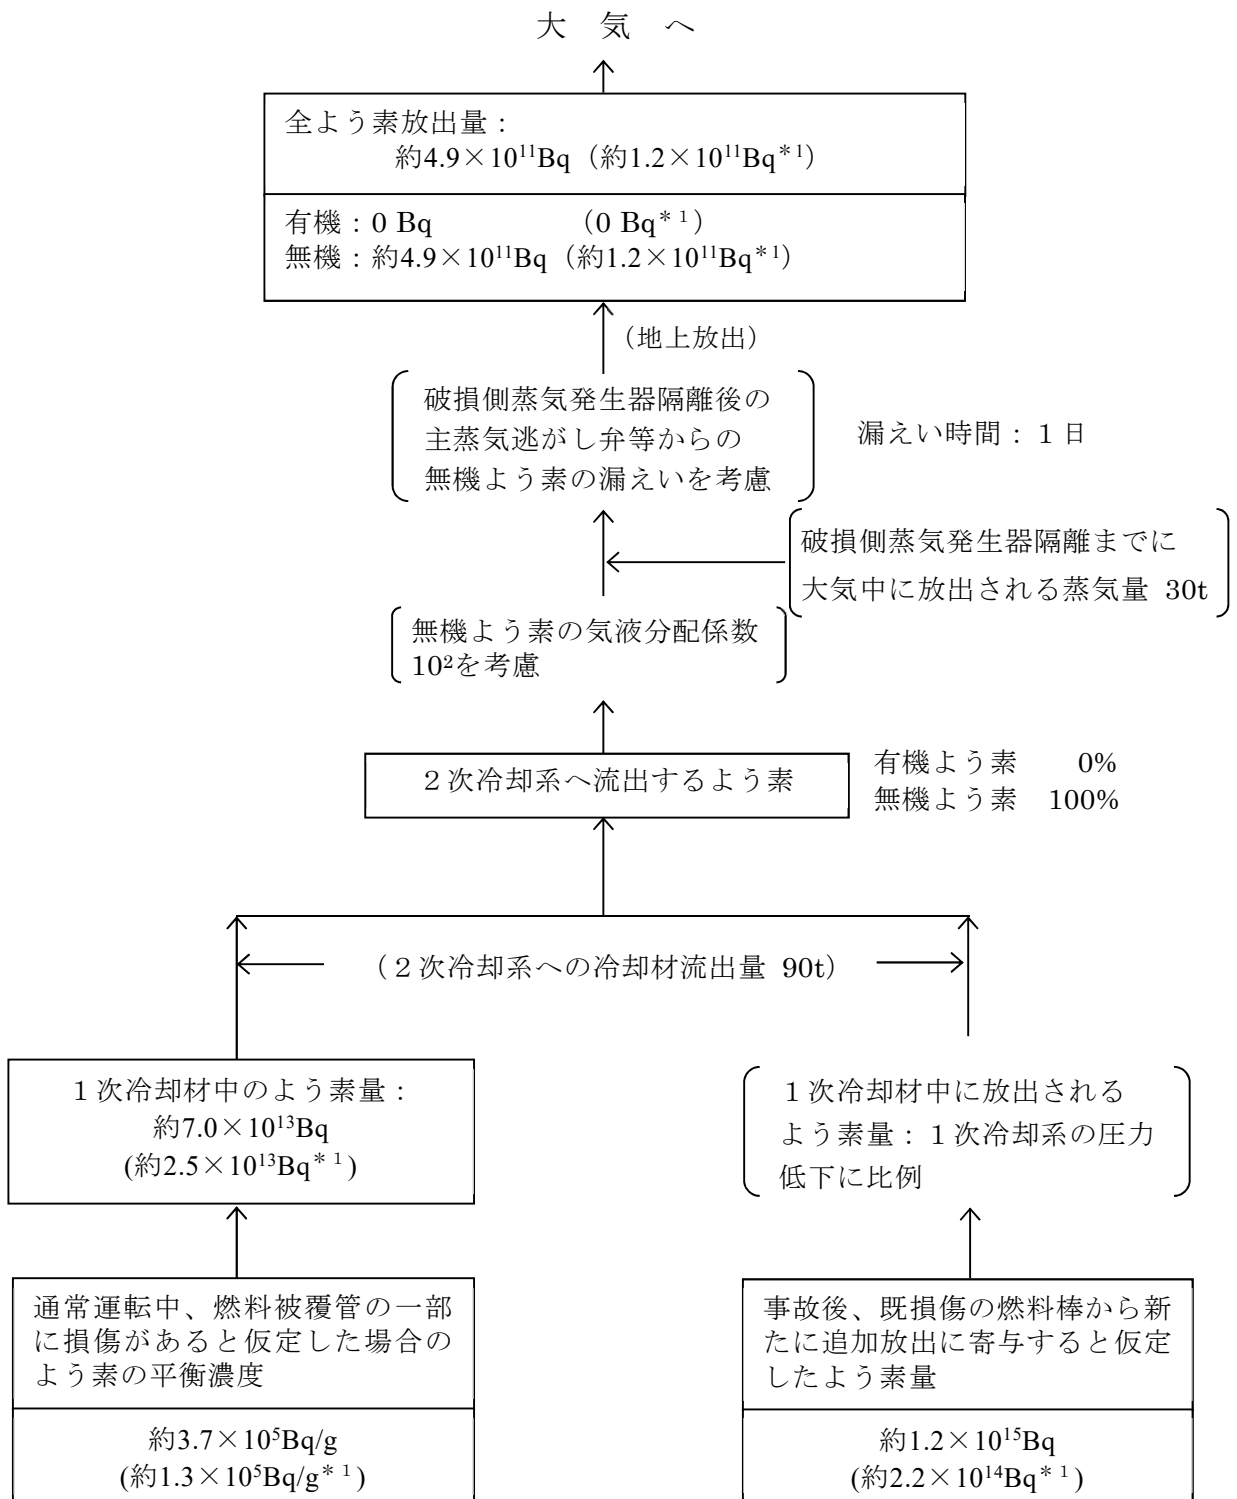 大 気 へ
全よう素放出量:
約4.9×10¹¹Bq(約1.2×10¹¹Bq*¹)
有機:0 Bq (0 Bq*¹)
無機:約4.9×10¹¹Bq(約1.2×10¹¹Bq*¹)
(地上放出)
破損側蒸気発生器隔離後の
主蒸気逃がし弁等からの
無機よう素の漏えいを考慮
漏えい時間:1日
破損側蒸気発生器隔離までに
大気中に放出される蒸気量 30t
無機よう素の気液分配係数
10²を考慮
2次冷却系へ流出するよう素
有機よう素 0%
無機よう素 100%
(2次冷却系への冷却材流出量 90t)
1次冷却材中のよう素量:
約7.0×10¹³Bq
(約2.5×10¹³Bq*¹)
1次冷却材中に放出される
よう素量:1次冷却系の圧力
低下に比例
通常運転中、燃料被覆管の一部
に損傷があると仮定した場合の
よう素の平衡濃度
約3.7×10⁵Bq/g
(約1.3×10⁵Bq/g*¹)
事故後、既損傷の燃料棒から新
たに追加放出に寄与すると仮定
したよう素量
約1.2×10¹⁵Bq
(約2.2×10¹⁴Bq*¹)